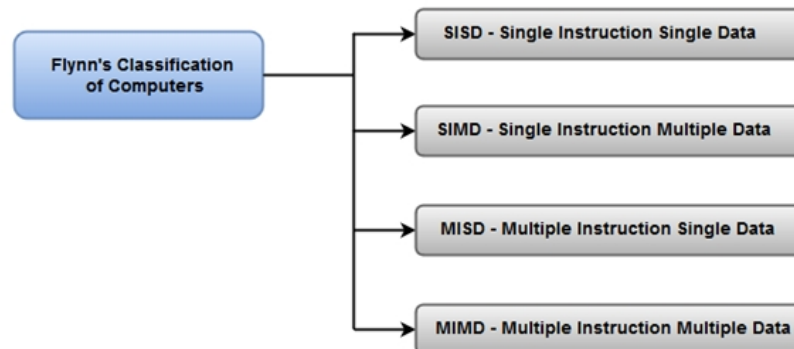 Flynn's Classification
of Computers
SISD - Single Instruction Single Data
SIMD - Single Instruction Multiple Data
MISD - Multiple Instruction Single Data
MIMD - Multiple Instruction Multiple Data